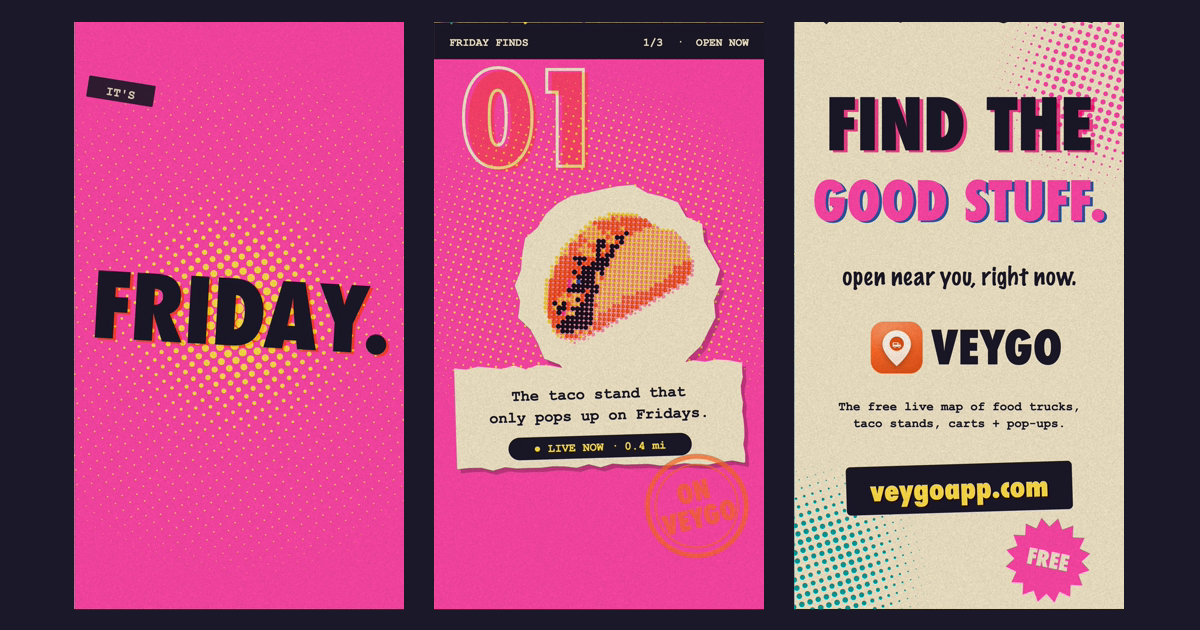 IT'S
FRIDAY.
FRIDAY FINDS
1/3 · OPEN NOW
01
The taco stand that
only pops up on Fridays.
• LIVE NOW · 0.4 mi
ON
VEYGO
FIND THE
GOOD STUFF.
open near you, right now.
VEYGO
The free live map of food trucks,
taco stands, carts + pop-ups.
veygoapp.com
FREE